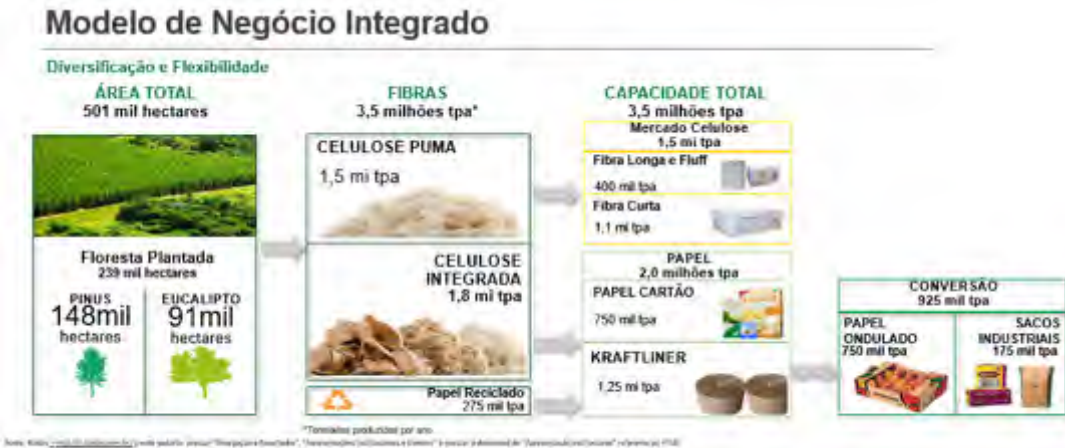 Modelo de Negócio Integrado
Diversificação e Flexibilidade
ÁREA TOTAL
501 mil hectares
Floresta Plantada
239 mil hectares
PINUS
148mil
hectares
EUCALIPTO
91mil
hectares
FIBRAS
3,5 milhões tpa*
CELULOSE PUMA
1,5 mi tpa
CELULOSE
INTEGRADA
1,8 mi tpa
Papel Reciclado
275 mil tpa
*Toneladas produzidas por ano
CAPACIDADE TOTAL
3,5 milhões tpa
Mercado Celulose
1,5 mi tpa
Fibra Longa e Fluff
400 mil tpa
Fibra Curta
1,1 mi tpa
PAPEL
2,0 milhões tpa
PAPEL CARTÃO
750 mil tpa
KRAFTLINER
1,25 mi tpa
CONVERSÃO
925 mil tpa
PAPEL
ONDULADO
750 mil tpa
SACOS
INDUSTRIAIS
175 mil tpa